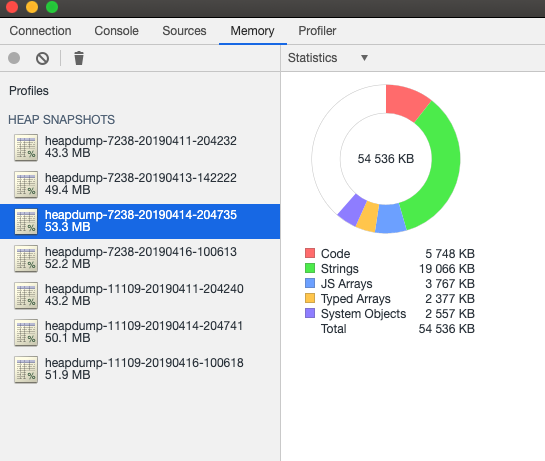 Connection Console Sources Memory Profiler
Statistics ▼
Profiles
HEAP SNAPSHOTS
heapdump-7238-20190411-204232
43.3 MB
heapdump-7238-20190413-142222
49.4 MB
heapdump-7238-20190414-204735
53.3 MB
heapdump-7238-20190416-100613
52.2 MB
heapdump-11109-20190411-204240
43.2 MB
heapdump-11109-20190414-204741
50.1 MB
heapdump-11109-20190416-100618
51.9 MB
54 536 KB
Code 5 748 KB
Strings 19 066 KB
JS Arrays 3 767 KB
Typed Arrays 2 377 KB
System Objects 2 557 KB
Total 54 536 KB